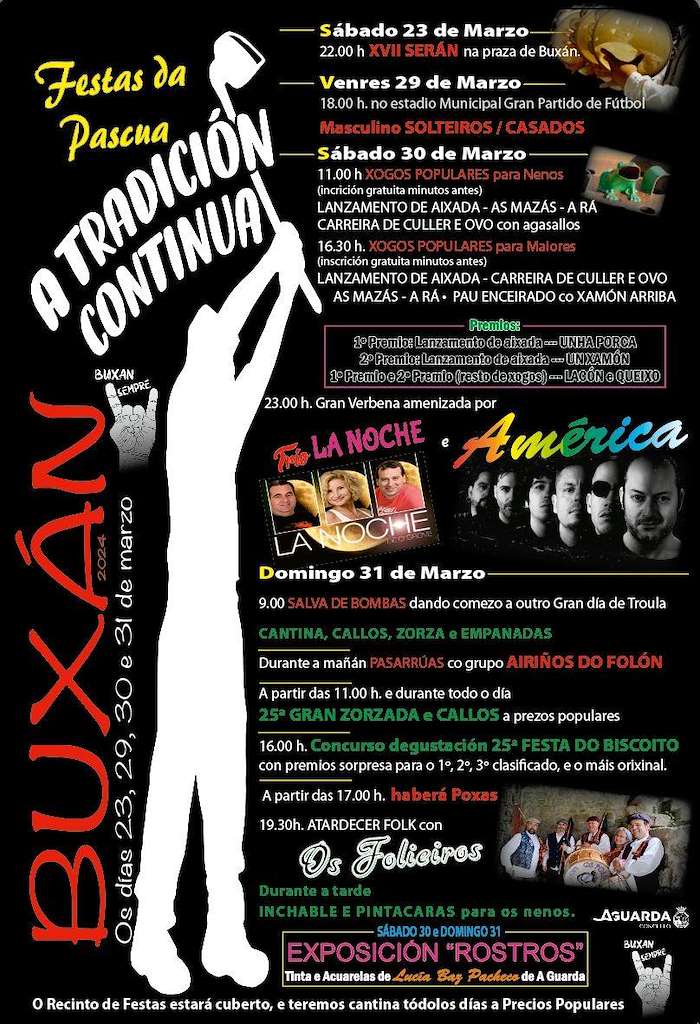 Festas da
Pascua
A TRADICIÓN
CONTINUA
BUXAN
SEMPRE
BUXÁN
2024
Os días 23, 29, 30 e 31 de marzo
Sábado 23 de Marzo
22.00 h XVII SERÁN na praza de Buxán.
Venres 29 de Marzo
18.00 h. no estadio Municipal Gran Partido de Fútbol
Masculino SOLTEIROS / CASADOS
Sábado 30 de Marzo
11.00 h XOGOS POPULARES para Nenos
(incrición gratuita minutos antes)
LANZAMENTO DE AIXADA - AS MAZÁS - A RÁ
CARREIRA DE CULLER E OVO con agasallos
16.30 h. XOGOS POPULARES para Maiores
(inscrición gratuita minutos antes)
LANZAMENTO DE AIXADA - CARREIRA DE CULLER E OVO
AS MAZÁS - A RÁ • PAU ENCEIRADO co XAMÓN ARRIBA
Premios:
1º Premio: Lanzamento de aixada --- UNHA PORCA
2º Premio: Lanzamento de aixada --- UN XAMÓN
1º Premio e 2º Premio (resto de xogos) --- LACÓN e QUEIXO
23.00 h. Gran Verbena amenizada por
Trío LA NOCHE e América
LA NOCHE
Domingo 31 de Marzo
9.00 SALVA DE BOMBAS dando comezo a outro Gran día de Troula
CANTINA, CALLOS, ZORZA e EMPANADAS
Durante a mañán PASARRÚAS co grupo AIRIÑOS DO FOLÓN
A partir das 11.00 h. e durante todo o día
25ª GRAN ZORZADA e CALLOS a prezos populares
16.00 h. Concurso degustación 25ª FESTA DO BISCOITO
con premios sorpresa para o 1º, 2º, 3º clasificado, e o máis orixinal.
A partir das 17.00 h. haberá Poxas
19.30h. ATARDECER FOLK con
Os Folieiros
Durante a tarde
INCHABLE E PINTACARAS para os nenos.
AGUARDA
CONCELLO
SÁBADO 30 e DOMINGO 31
EXPOSICIÓN “ROSTROS”
Tinta e Acuarelas de Lucía Baz Pacheco de A Guarda
BUXAN
SEMPRE
O Recinto de Festas estará cuberto, e teremos cantina tódolos días a Precios Populares